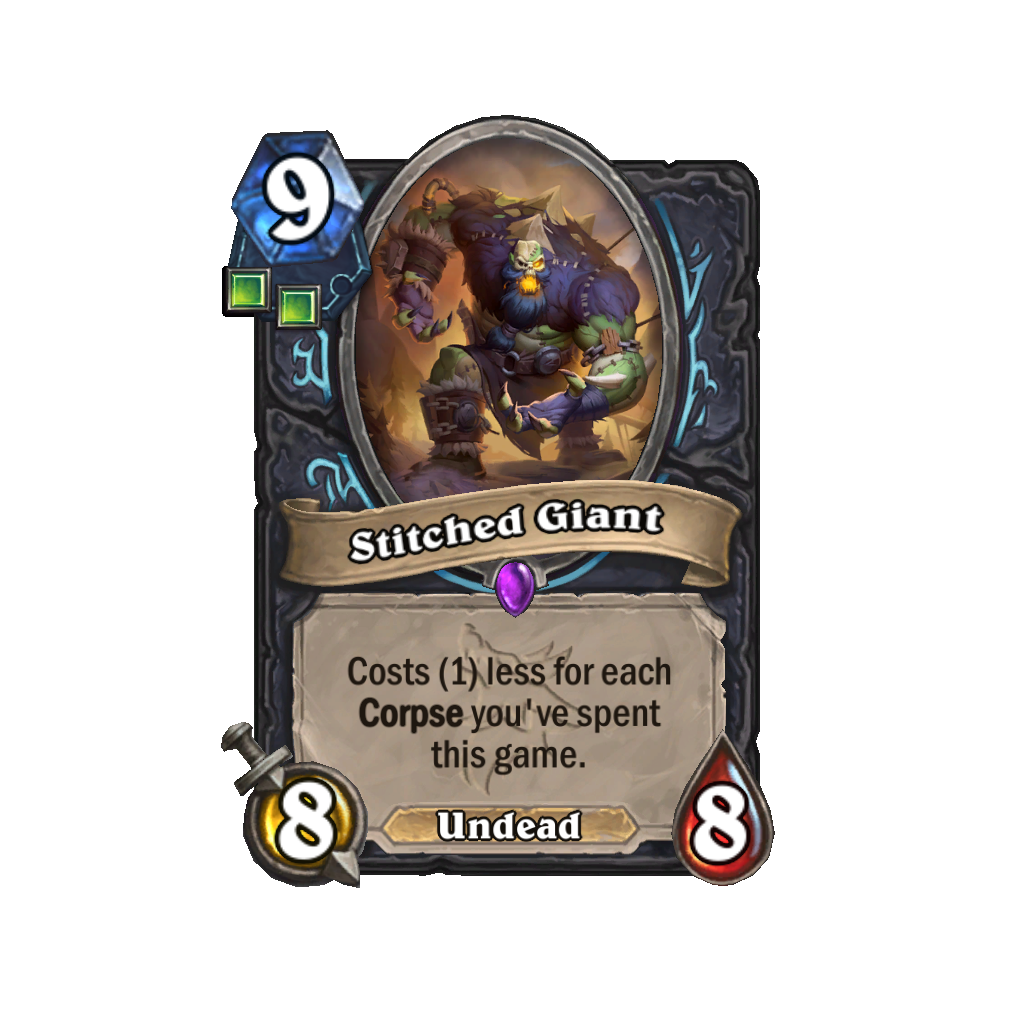 9
Stitched Giant
Costs (1) less for each
Corpse you've spent
this game.
8
Undead
8